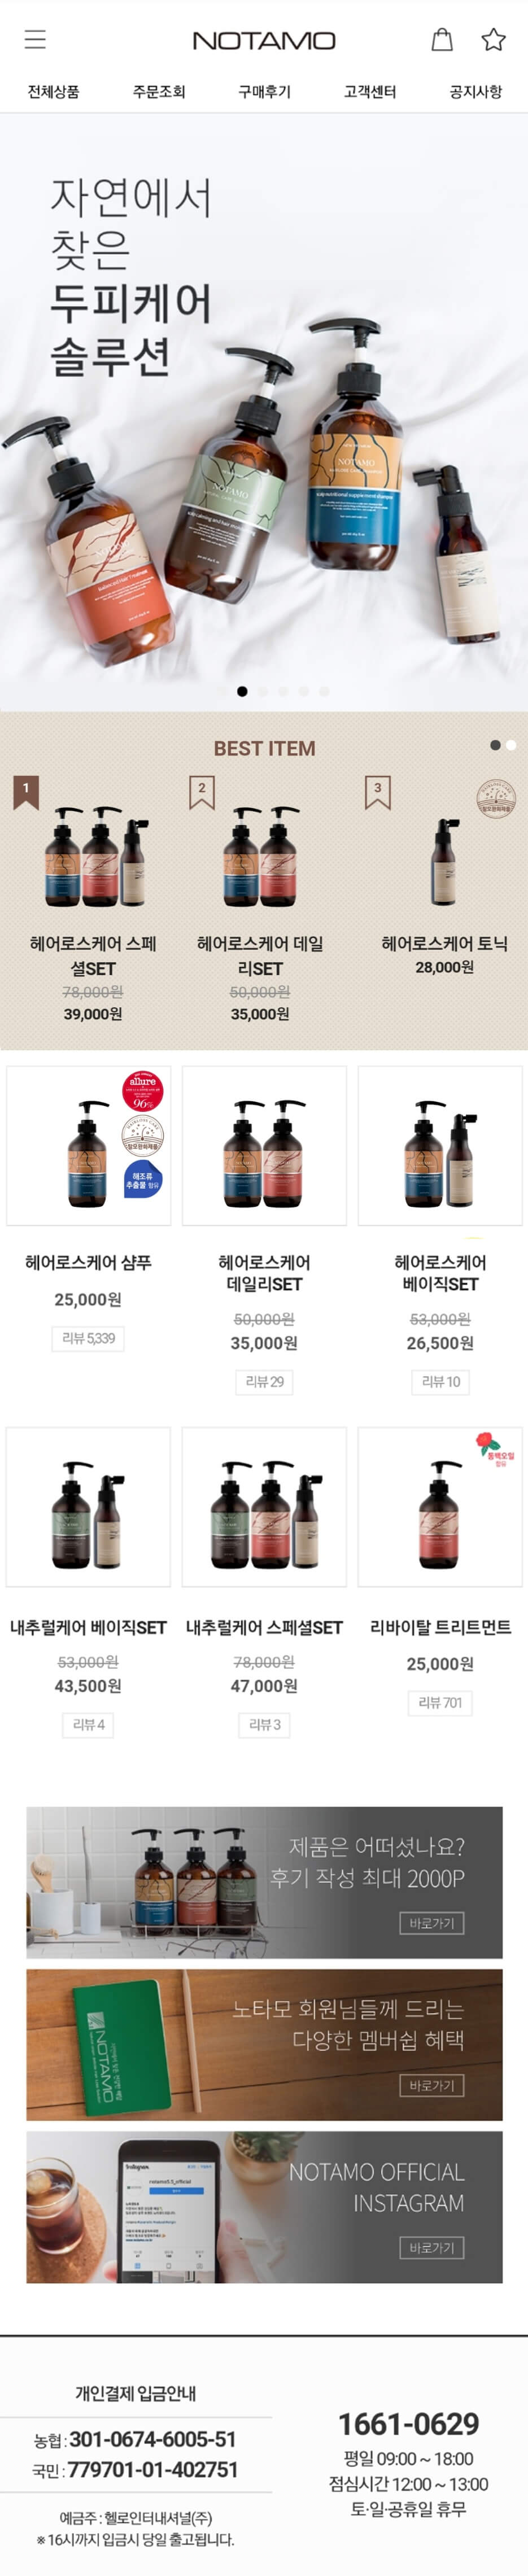 NOTAMO
전체상품 주문조회 구매후기 고객센터 공지사항
자연에서
찾은
두피케어
솔루션
NOTAMO
NOTAMO
BEST ITEM
1 2 3
헤어로스케어 스페
셜SET
78,000원
39,000원
헤어로스케어 데일
리SET
50,000원
35,000원
헤어로스케어 토닉
28,000원
allure
96%
탈모완화제품
해조류
추출물 함유
헤어로스케어 샴푸
25,000원
리뷰 5,339
헤어로스케어
데일리SET
50,000원
35,000원
리뷰 29
헤어로스케어
베이직SET
53,000원
26,500원
리뷰 10
동백오일
함유
내추럴케어 베이직SET
53,000원
43,500원
리뷰 4
내추럴케어 스페셜SET
78,000원
47,000원
리뷰 3
리바이탈 트리트먼트
25,000원
리뷰 701
제품은 어떠셨나요?
후기 작성 최대 2000P
바로가기
NOTAMO
노타모 회원님들께 드리는
다양한 멤버쉽 혜택
바로가기
Instagram
NOTAMO OFFICIAL
INSTAGRAM
바로가기
개인결제 입금안내
농협 : 301-0674-6005-51
국민 : 779701-01-402751
예금주 : 헬로인터내셔널(주)
※ 16시까지 입금시 당일 출고됩니다.
1661-0629
평일 09:00 ~ 18:00
점심시간 12:00 ~ 13:00
토·일·공휴일 휴무